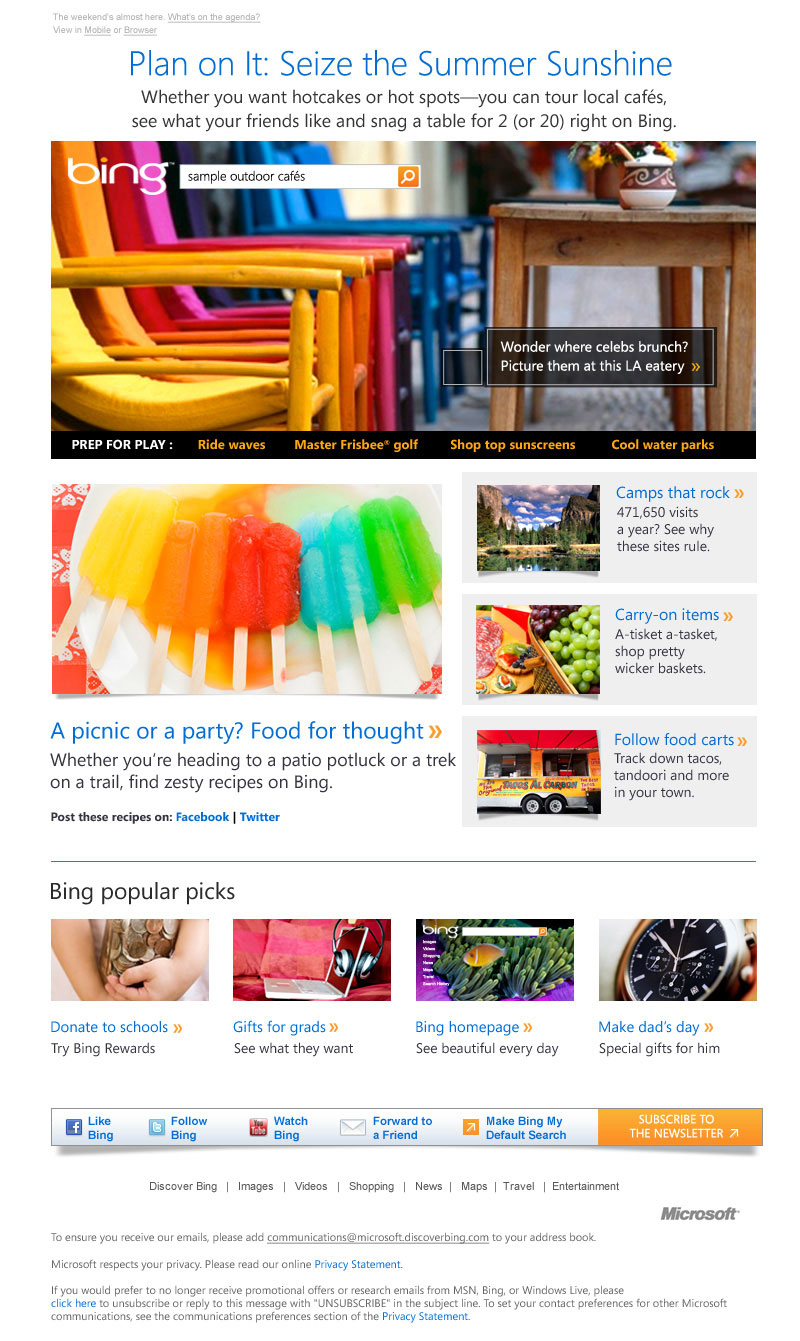 The weekend's almost here. What's on the agenda?
View in Mobile or Browser
Plan on It: Seize the Summer Sunshine
Whether you want hotcakes or hot spots—you can tour local cafés,
see what your friends like and snag a table for 2 (or 20) right on Bing.
bing™ sample outdoor cafés
Wonder where celebs brunch?
Picture them at this LA eatery »
PREP FOR PLAY : Ride waves Master Frisbee® golf Shop top sunscreens Cool water parks
Camps that rock »
471,650 visits
a year? See why
these sites rule.
Carry-on items »
A-tisket a-tasket,
shop pretty
wicker baskets.
A picnic or a party? Food for thought »
Whether you're heading to a patio potluck or a trek
on a trail, find zesty recipes on Bing.
Post these recipes on: Facebook | Twitter
TACOS AL CARBON
Follow food carts »
Track down tacos,
tandoori and more
in your town.
Bing popular picks
bing
Images
Videos
Shopping
News
Maps
Travel
Search History
Donate to schools »
Try Bing Rewards
Gifts for grads »
See what they want
Bing homepage »
See beautiful every day
Make dad's day »
Special gifts for him
Like Bing
Follow Bing
You Tube
Watch Bing
Forward to
a Friend
Make Bing My
Default Search
SUBSCRIBE TO
THE NEWSLETTER
Discover Bing | Images | Videos | Shopping | News | Maps | Travel | Entertainment
Microsoft
To ensure you receive our emails, please add communications@microsoft.discoverbing.com to your address book.
Microsoft respects your privacy. Please read our online Privacy Statement.
If you would prefer to no longer receive promotional offers or research emails from MSN, Bing, or Windows Live, please
click here to unsubscribe or reply to this message with "UNSUBSCRIBE" in the subject line. To set your contact preferences for other Microsoft
communications, see the communications preferences section of the Privacy Statement.